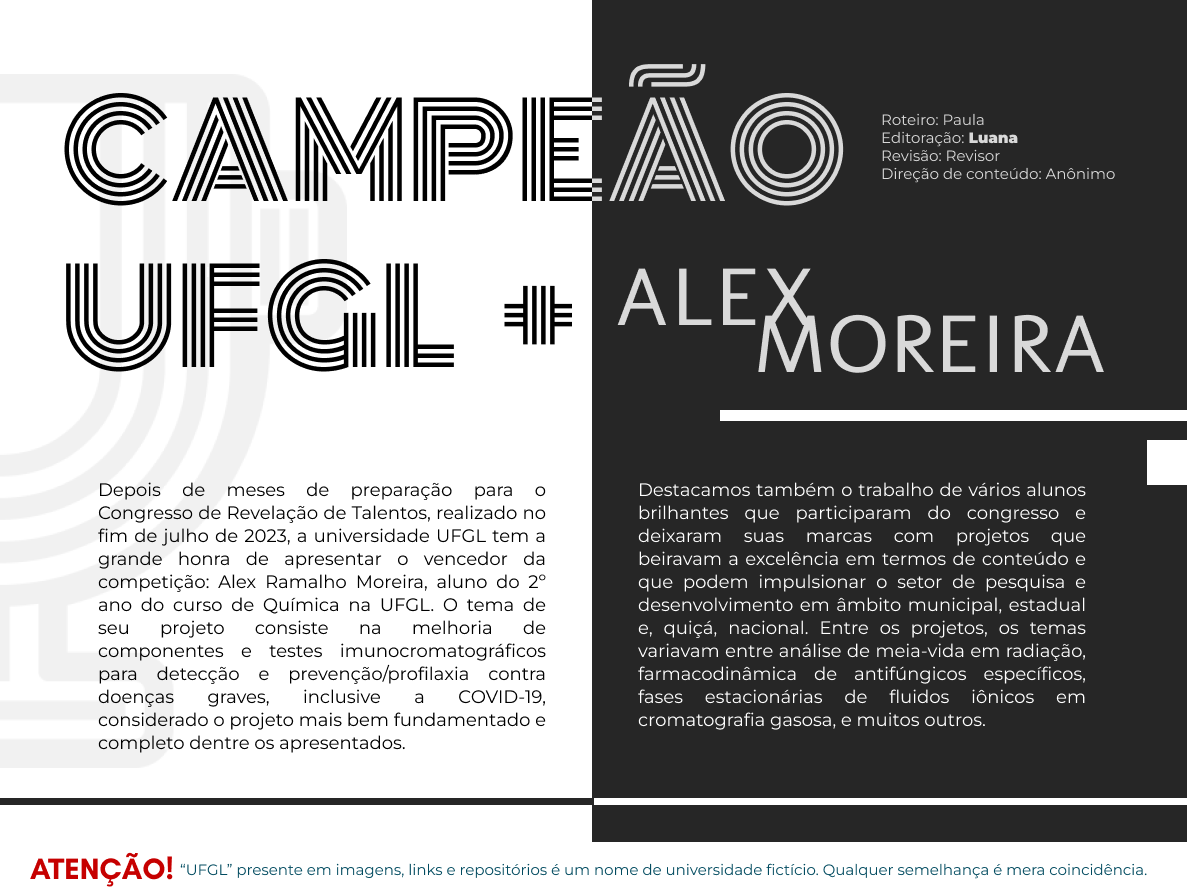 CAMPEÃO
Roteiro: Paula
Editoração: Luana
Revisão: Revisor
Direção de conteúdo: Anônimo
UFGL +
ALEX
MOREIRA
Depois de meses de preparação para o
Congresso de Revelação de Talentos, realizado no
fim de julho de 2023, a universidade UFGL tem a
grande honra de apresentar o vencedor da
competição: Alex Ramalho Moreira, aluno do 2º
ano do curso de Química na UFGL. O tema de
seu projeto consiste na melhoria de
componentes e testes imunocromatográficos
para detecção e prevenção/profilaxia contra
doenças graves, inclusive a COVID-19,
considerado o projeto mais bem fundamentado e
completo dentre os apresentados.
Destacamos também o trabalho de vários alunos
brilhantes que participaram do congresso e
deixaram suas marcas com projetos que
beiravam a excelência em termos de conteúdo e
que podem impulsionar o setor de pesquisa e
desenvolvimento em âmbito municipal, estadual
e, quiçá, nacional. Entre os projetos, os temas
variavam entre análise de meia-vida em radiação,
farmacodinâmica de antifúngicos específicos,
fases estacionárias de fluidos iônicos em
cromatografia gasosa, e muitos outros.
ATENÇÃO! “UFGL” presente em imagens, links e repositórios é um nome de universidade fictício. Qualquer semelhança é mera coincidência.